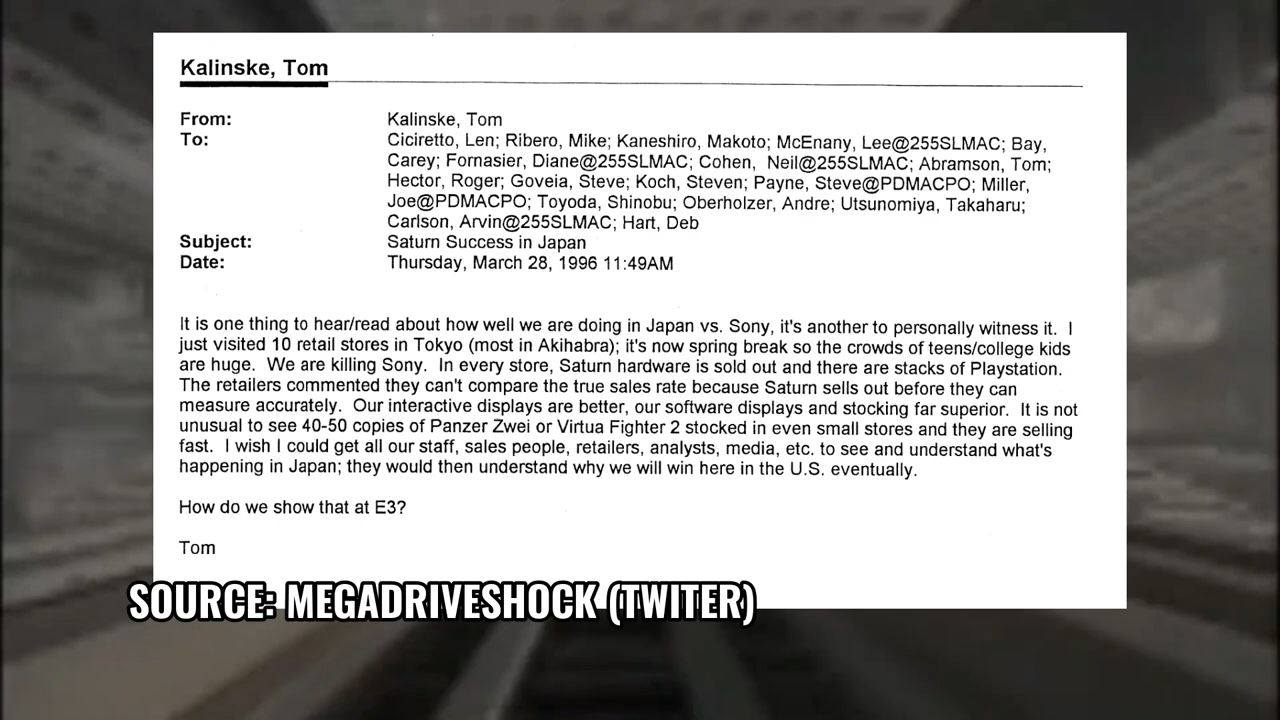 Kalinske, Tom
From: Kalinske, Tom
To: Ciciretto, Len; Ribero, Mike; Kaneshiro, Makoto; McEnany, Lee@255SLMAC; Bay,
Carey; Fornasier, Diane@255SLMAC; Cohen, Neil@255SLMAC; Abramson, Tom;
Hector, Roger; Goveia, Steve; Koch, Steven; Payne, Steve@PDMACPO; Miller,
Joe@PDMACPO; Toyoda, Shinobu; Oberholzer, Andre; Utsunomiya, Takaharu;
Carlson, Arvin@255SLMAC; Hart, Deb
Subject: Saturn Success in Japan
Date: Thursday, March 28, 1996 11:49AM
It is one thing to hear/read about how well we are doing in Japan vs. Sony, it's another to personally witness it. I
just visited 10 retail stores in Tokyo (most in Akihabra); it's now spring break so the crowds of teens/college kids
are huge. We are killing Sony. In every store, Saturn hardware is sold out and there are stacks of Playstation.
The retailers commented they can't compare the true sales rate because Saturn sells out before they can
measure accurately. Our interactive displays are better, our software displays and stocking far superior. It is not
unusual to see 40-50 copies of Panzer Zwei or Virtua Fighter 2 stocked in even small stores and they are selling
fast. I wish I could get all our staff, sales people, retailers, analysts, media, etc. to see and understand what's
happening in Japan; they would then understand why we will win here in the U.S. eventually.
How do we show that at E3?
Tom
SOURCE: MEGADRIVESHOCK (TWITER)